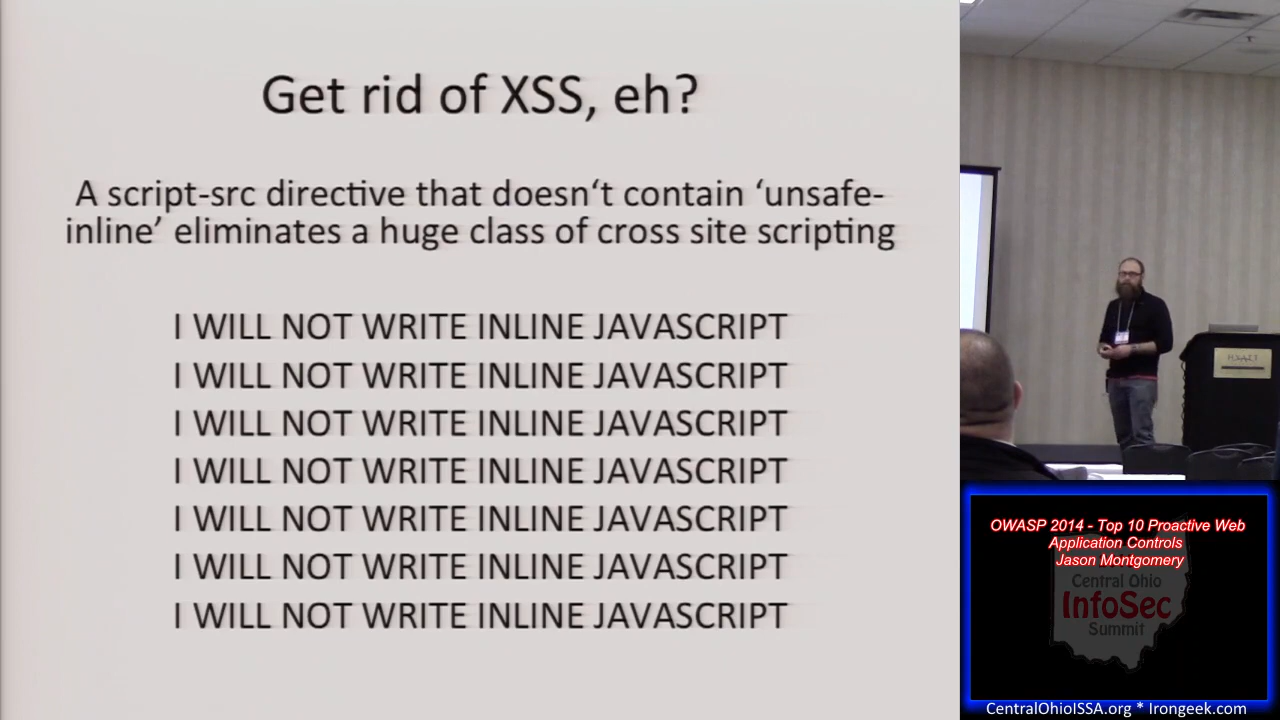 Get rid of XSS, eh?
A script-src directive that doesn‘t contain ‘unsafe-
inline’ eliminates a huge class of cross site scripting
I WILL NOT WRITE INLINE JAVASCRIPT
I WILL NOT WRITE INLINE JAVASCRIPT
I WILL NOT WRITE INLINE JAVASCRIPT
I WILL NOT WRITE INLINE JAVASCRIPT
I WILL NOT WRITE INLINE JAVASCRIPT
I WILL NOT WRITE INLINE JAVASCRIPT
I WILL NOT WRITE INLINE JAVASCRIPT
HYATT
OWASP 2014 - Top 10 Proactive Web
Application Controls
Jason Montgomery
Central Ohio
InfoSec
Summit
CentralOhioISSA.org * Irongeek.com